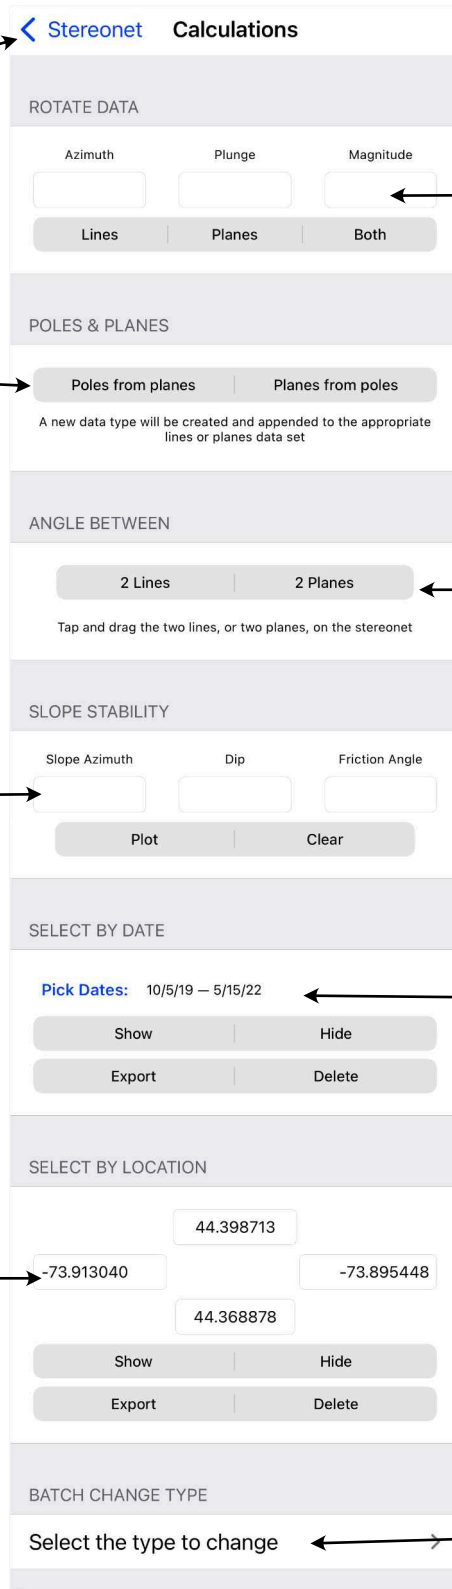 Stereonet Calculations
ROTATE DATA
Azimuth Plunge Magnitude
Lines Planes Both
POLES & PLANES
Poles from planes Planes from poles
A new data type will be created and appended to the appropriate
lines or planes data set
ANGLE BETWEEN
2 Lines 2 Planes
Tap and drag the two lines, or two planes, on the stereonet
SLOPE STABILITY
Slope Azimuth Dip Friction Angle
Plot Clear
SELECT BY DATE
Pick Dates: 10/5/19 — 5/15/22
Show Hide
Export Delete
SELECT BY LOCATION
44.398713
-73.913040 -73.895448
44.368878
Show Hide
Export Delete
BATCH CHANGE TYPE
Select the type to change